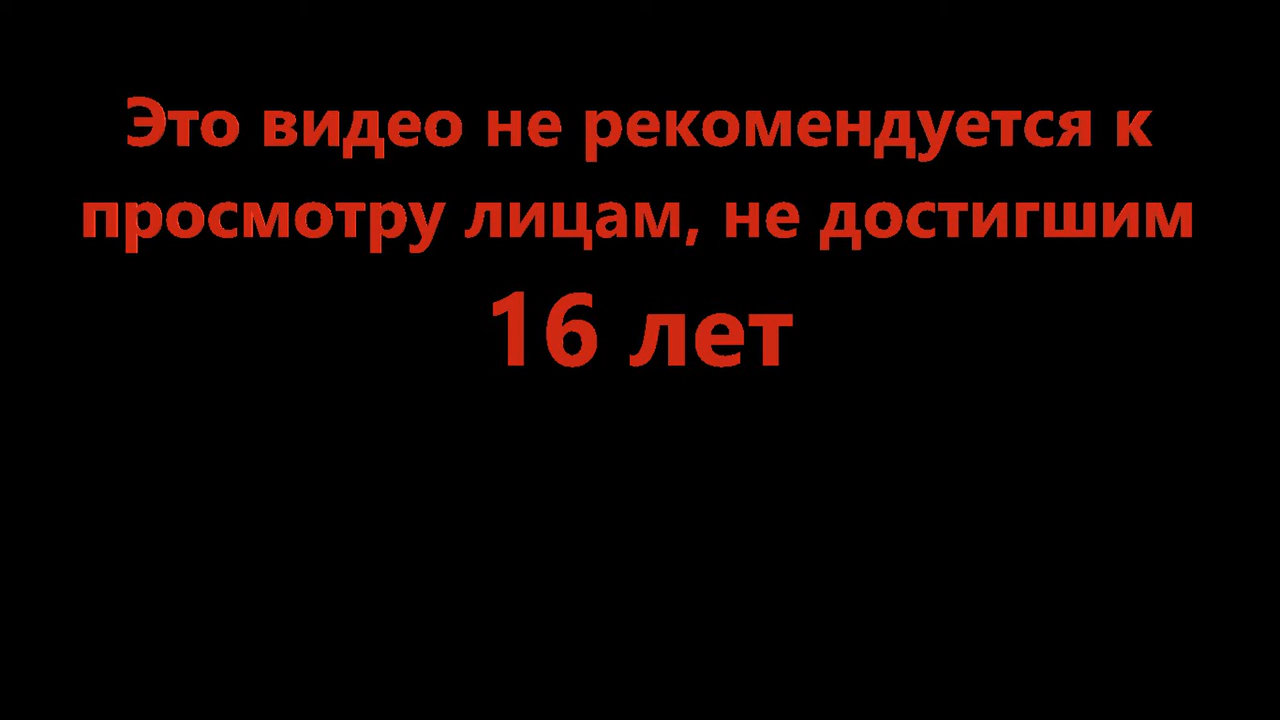 Это видео не рекомендуется к
просмотру лицам, не достигшим
16 лет